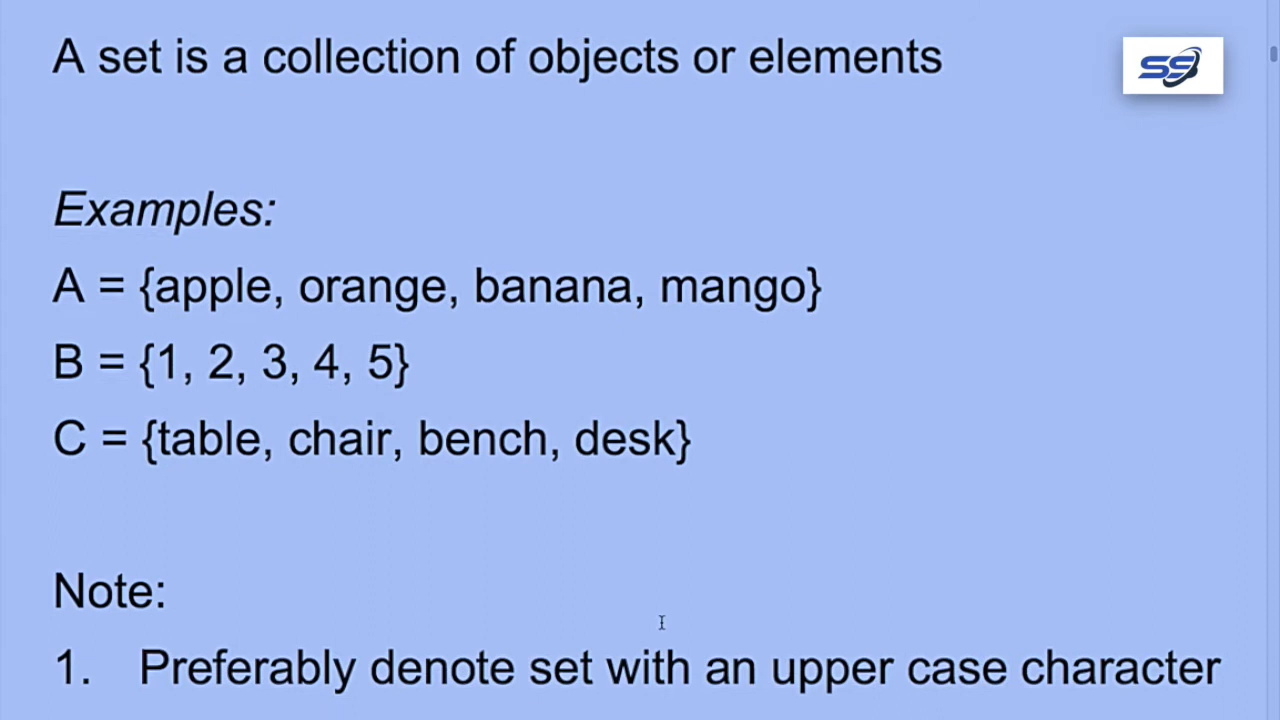 A set is a collection of objects or elements
SS
Examples:
A = {apple, orange, banana, mango}
B = {1, 2, 3, 4, 5}
C = {table, chair, bench, desk}
Note:
1. Preferably denote set with an upper case character